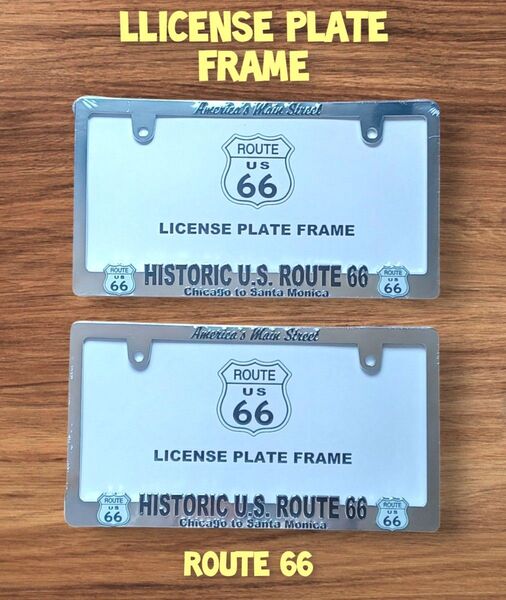 LLICENSE PLATE
FRAME
America's Main Street
ROUTE
US
66
LICENSE PLATE FRAME
ROUTE
US
66
HISTORIC U.S. ROUTE 66
ROUTE
US
66
Chicago to Santa Monica
America's Main Street
ROUTE
US
66
LICENSE PLATE FRAME
ROUTE
US
66
HISTORIC U.S. ROUTE 66
ROUTE
US
66
Chicago to Santa Monica
ROUTE 66